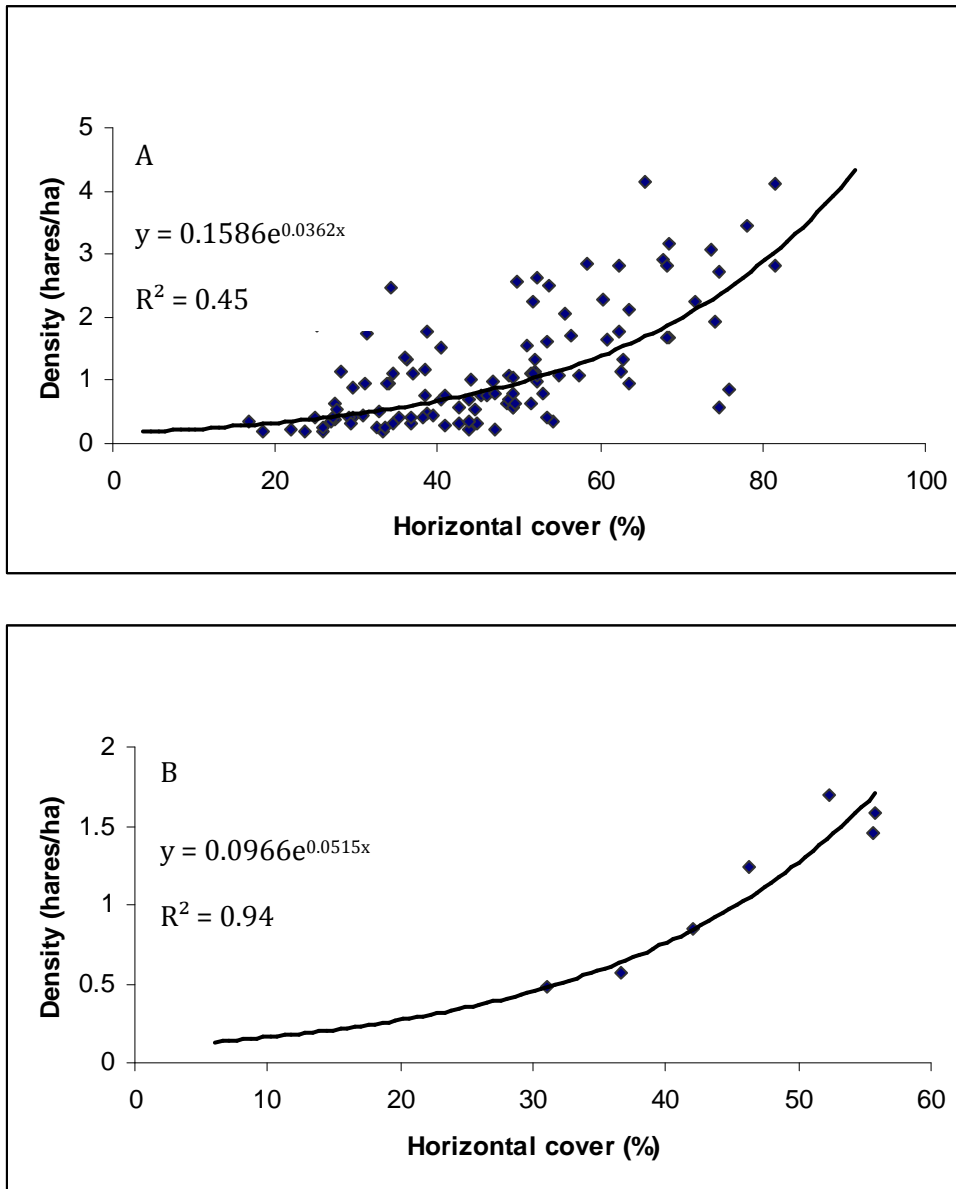 A
y = 0.1586e^0.0362x
R² = 0.45
Density (hares/ha)
5
4
3
2
1
0
0 20 40 60 80 100
Horizontal cover (%)
B
y = 0.0966e^0.0515x
R² = 0.94
Density (hares/ha)
2
1.5
1
0.5
0
0 10 20 30 40 50 60
Horizontal cover (%)